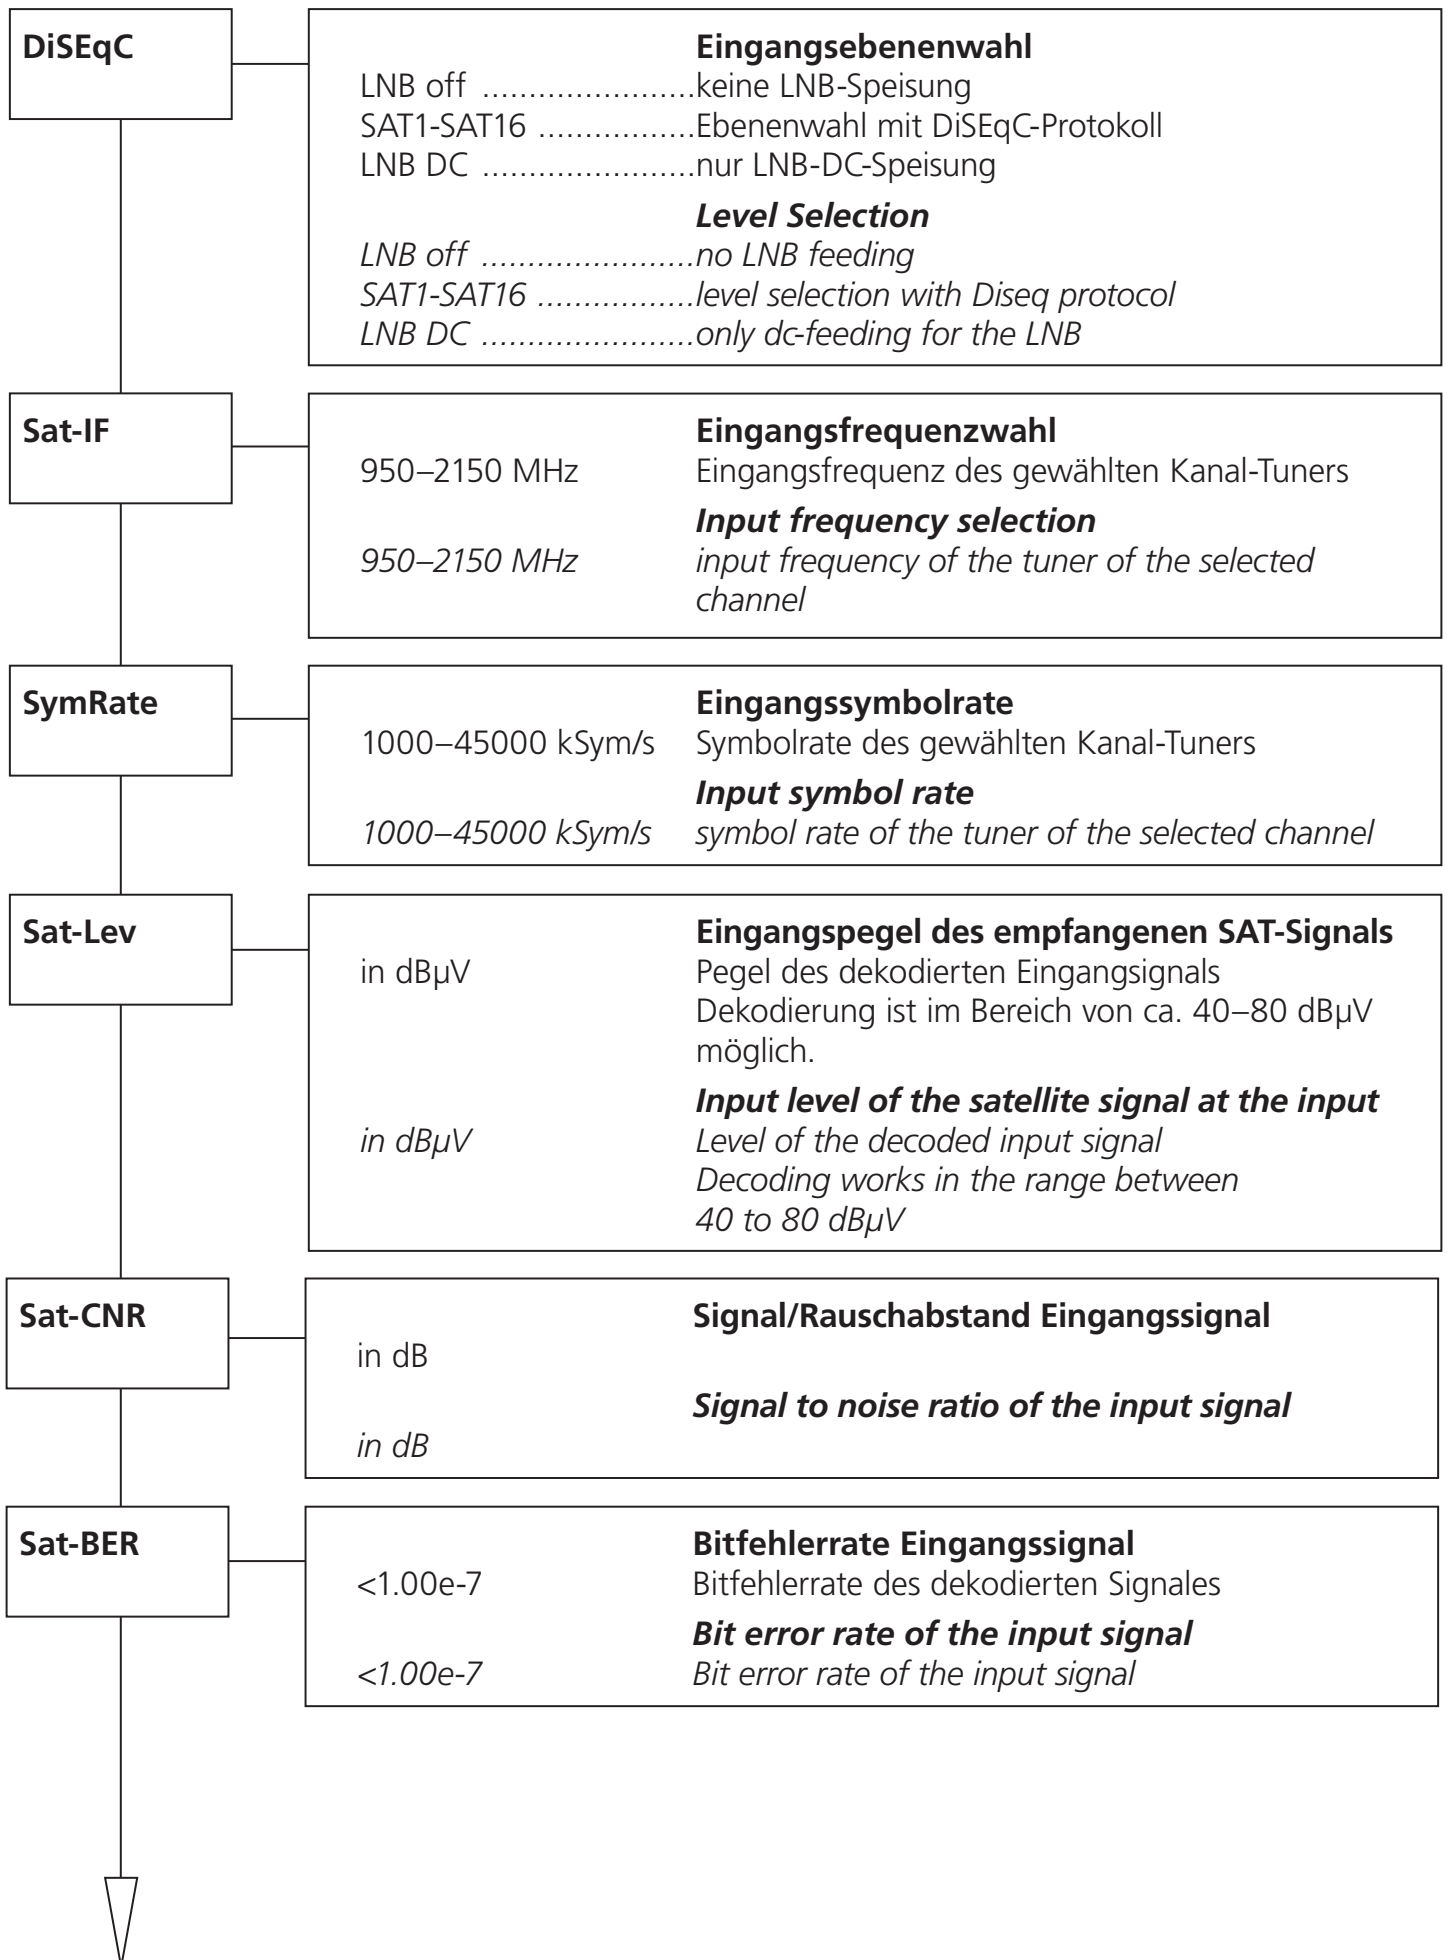 DiSEqC
Eingangsebenenwahl
LNB off .......................keine LNB-Speisung
SAT1-SAT16 .................Ebenenwahl mit DiSEqC-Protokoll
LNB DC .......................nur LNB-DC-Speisung
Level Selection
LNB off .......................no LNB feeding
SAT1-SAT16 .................level selection with Diseq protocol
LNB DC .......................only dc-feeding for the LNB
Sat-IF
Eingangsfrequenzwahl
950–2150 MHz Eingangsfrequenz des gewählten Kanal-Tuners
Input frequency selection
950–2150 MHz input frequency of the tuner of the selected
channel
SymRate
Eingangssymbolrate
1000–45000 kSym/s Symbolrate des gewählten Kanal-Tuners
Input symbol rate
1000–45000 kSym/s symbol rate of the tuner of the selected channel
Sat-Lev
Eingangspegel des empfangenen SAT-Signals
in dBµV Pegel des dekodierten Eingangsignals
Dekodierung ist im Bereich von ca. 40–80 dBµV
möglich.
Input level of the satellite signal at the input
in dBµV Level of the decoded input signal
Decoding works in the range between
40 to 80 dBµV
Sat-CNR
Signal/Rauschabstand Eingangssignal
in dB
Signal to noise ratio of the input signal
in dB
Sat-BER
Bitfehlerrate Eingangssignal
<1.00e-7 Bitfehlerrate des dekodierten Signales
Bit error rate of the input signal
<1.00e-7 Bit error rate of the input signal